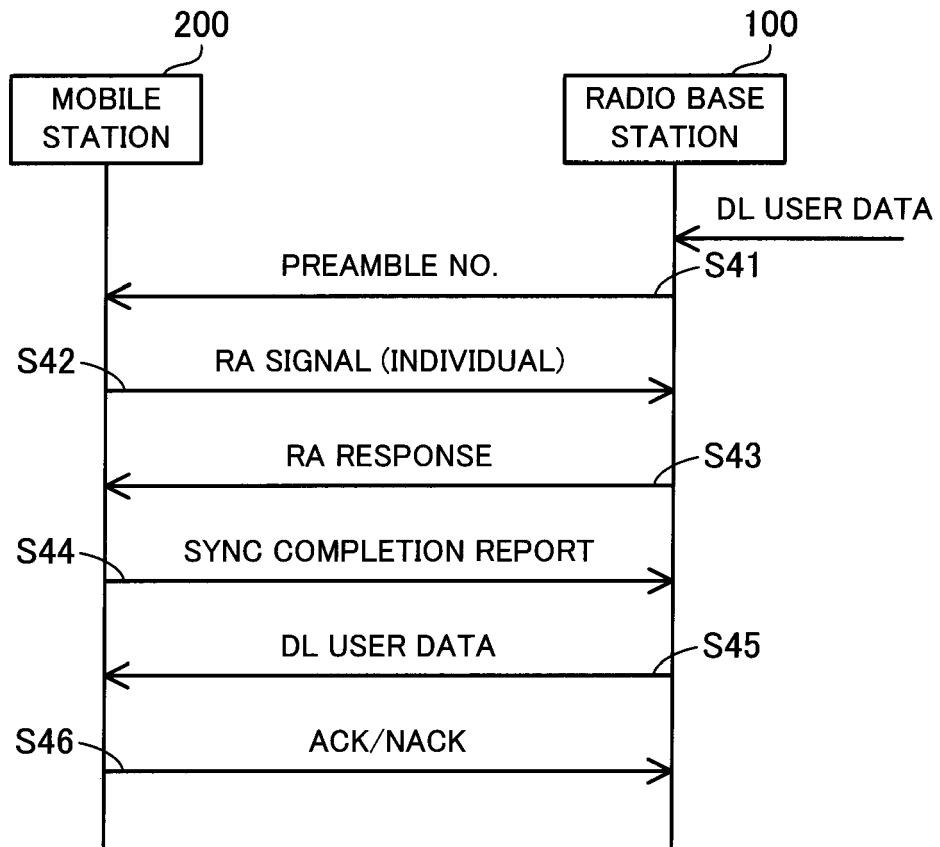 200
100
MOBILE
STATION
RADIO BASE
STATION
DL USER DATA
PREAMBLE NO.
S41
S42
RA SIGNAL (INDIVIDUAL)
RA RESPONSE
S43
S44
SYNC COMPLETION REPORT
DL USER DATA
S45
S46
ACK/NACK